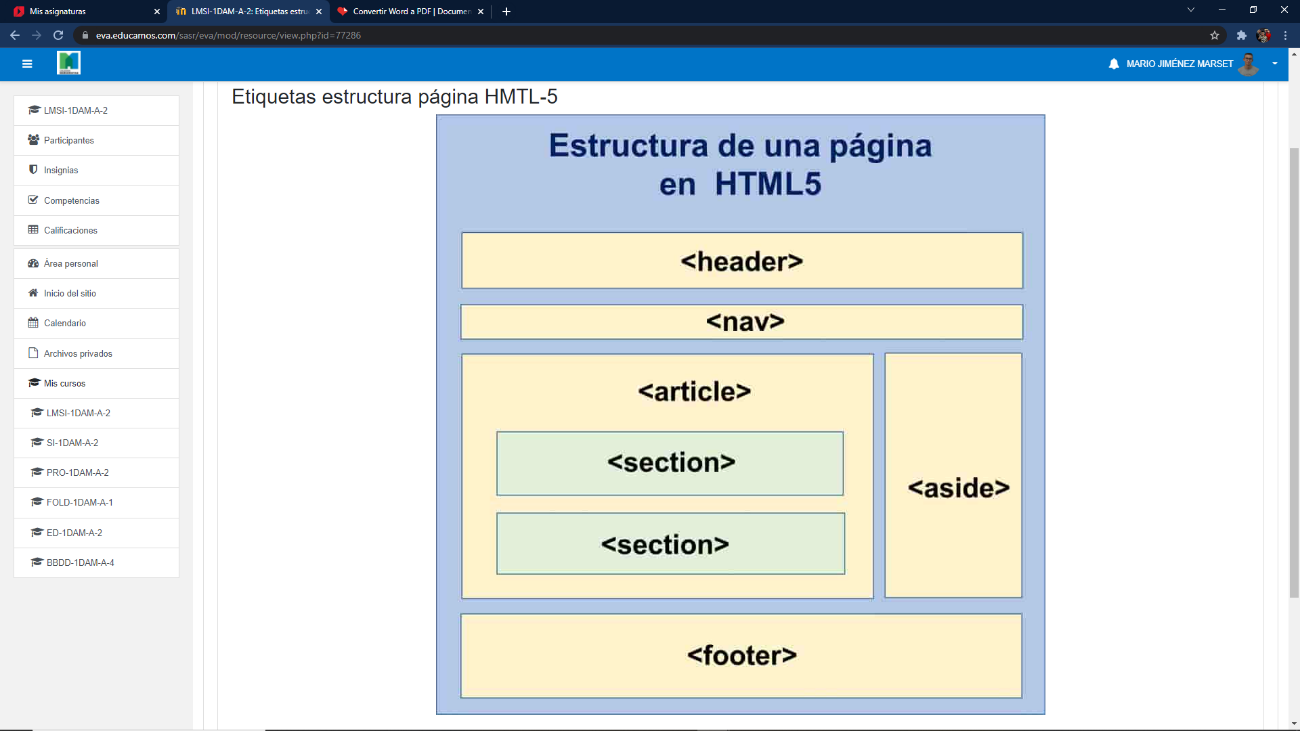 Mis asignaturas
LMSI-1DAM-A-2: Etiquetas estru
Convertir Word a PDF | Documen
eva.educamos.com/sasr/eva/mod/resource/view.php?id=77286
MARIO JIMÉNEZ MARSET
LMSI-1DAM-A-2
Participantes
Insignias
Competencias
Calificaciones
Área personal
Inicio del sitio
Calendario
Archivos privados
Mis cursos
LMSI-1DAM-A-2
SI-1DAM-A-2
PRO-1DAM-A-2
FOLD-1DAM-A-1
ED-1DAM-A-2
BBDD-1DAM-A-4
Etiquetas estructura página HMTL-5
Estructura de una página
en HTML5
<header>
<nav>
<article>
<section>
<section>
<aside>
<footer>